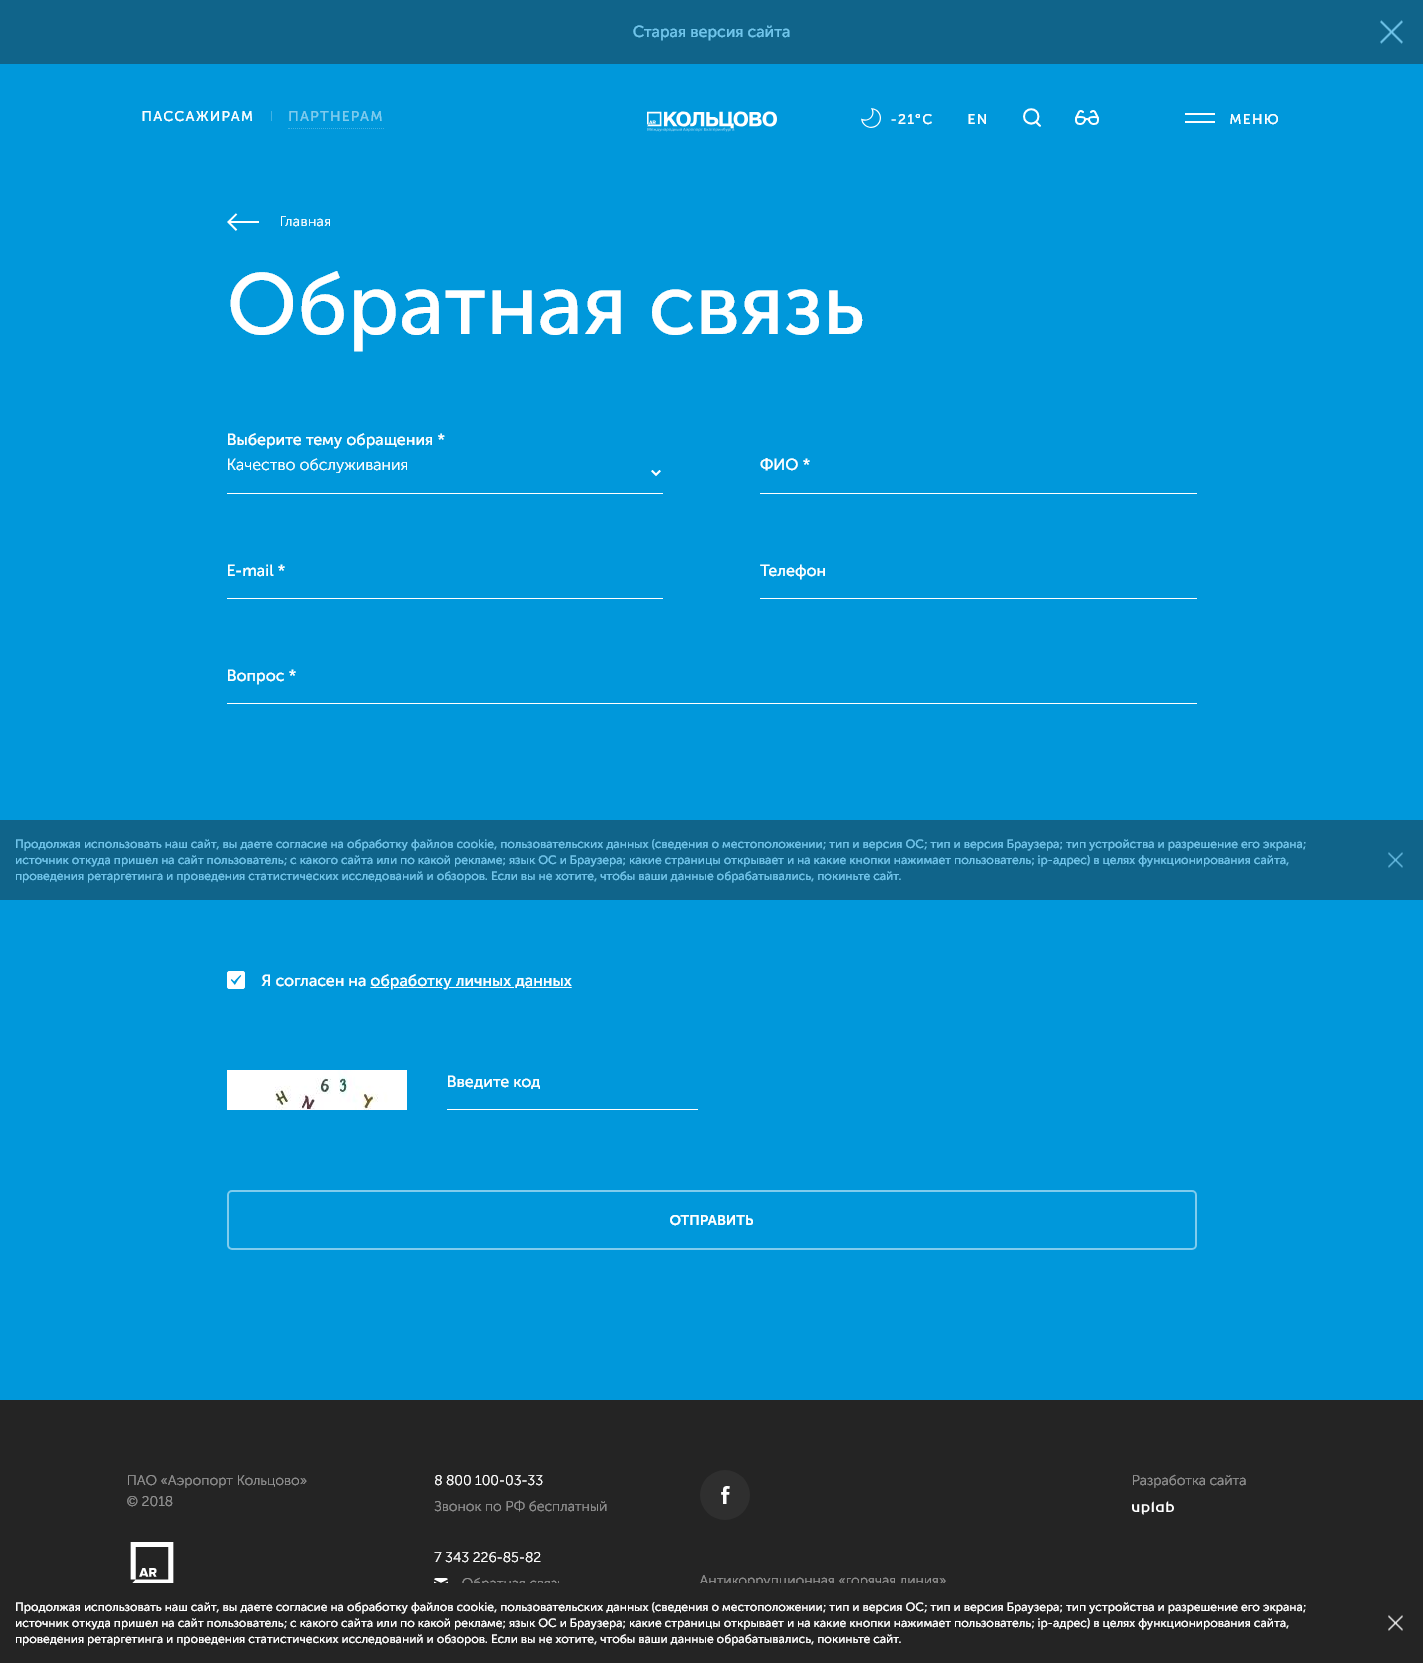 Старая версия сайта
ПАССАЖИРАМ
ПАРТНЕРАМ
КОЛЬЦОВО
-21°C
EN
МЕНЮ
Главная
Обратная связь
Выберите тему обращения *
Качество обслуживания
ФИО *
E-mail *
Телефон
Вопрос *
Продолжая использовать наш сайт, вы даете согласие на обработку файлов cookie, пользовательских данных (сведения о местоположении; тип и версия ОС; тип и версия Браузера; тип устройства и разрешение его экрана;
источник откуда пришел на сайт пользователь; с какого сайта или по какой рекламе; язык ОС и Браузера; какие страницы открывает и на какие кнопки нажимает пользователь; ip-адрес) в целях функционирования сайта,
проведения ретаргетинга и проведения статистических исследований и обзоров. Если вы не хотите, чтобы ваши данные обрабатывались, покиньте сайт.
Я согласен на обработку личных данных
H N 6 3 Y
Введите код
ОТПРАВИТЬ
ПАО «Аэропорт Кольцово»
© 2018
AR
8 800 100-03-33
Звонок по РФ бесплатный
7 343 226-85-82
Обратная связь
f
Антикоррупционная «горячая линия»
Разработка сайта
uplab
Продолжая использовать наш сайт, вы даете согласие на обработку файлов cookie, пользовательских данных (сведения о местоположении; тип и версия ОС; тип и версия Браузера; тип устройства и разрешение его экрана;
источник откуда пришел на сайт пользователь; с какого сайта или по какой рекламе; язык ОС и Браузера; какие страницы открывает и на какие кнопки нажимает пользователь; ip-адрес) в целях функционирования сайта,
проведения ретаргетинга и проведения статистических исследований и обзоров. Если вы не хотите, чтобы ваши данные обрабатывались, покиньте сайт.